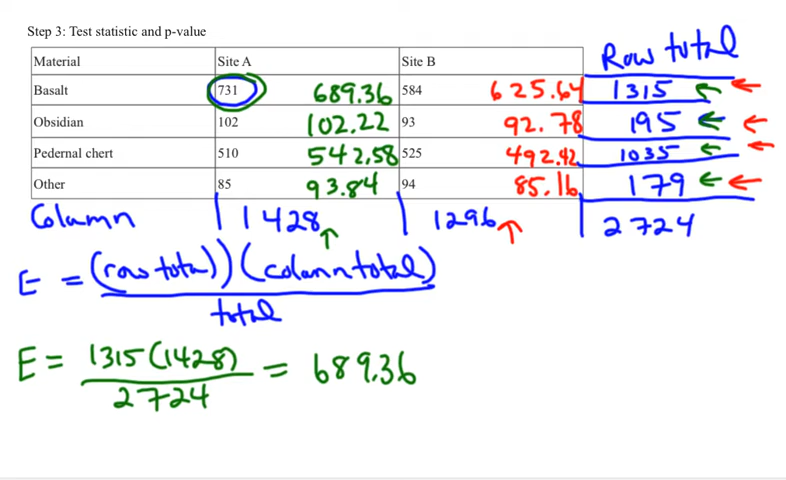 Step 3: Test statistic and p-value
Row total
Material Site A Site B
Basalt 731 689.36 584 625.64 1315
Obsidian 102 102.22 93 92.78 195
Pedernal chert 510 542.58 525 492.42 1035
Other 85 93.84 94 85.16 179
Column 1428 1296 2724
E = (row total)) (column total)
total
E = 1315(1428) = 689.36
2724